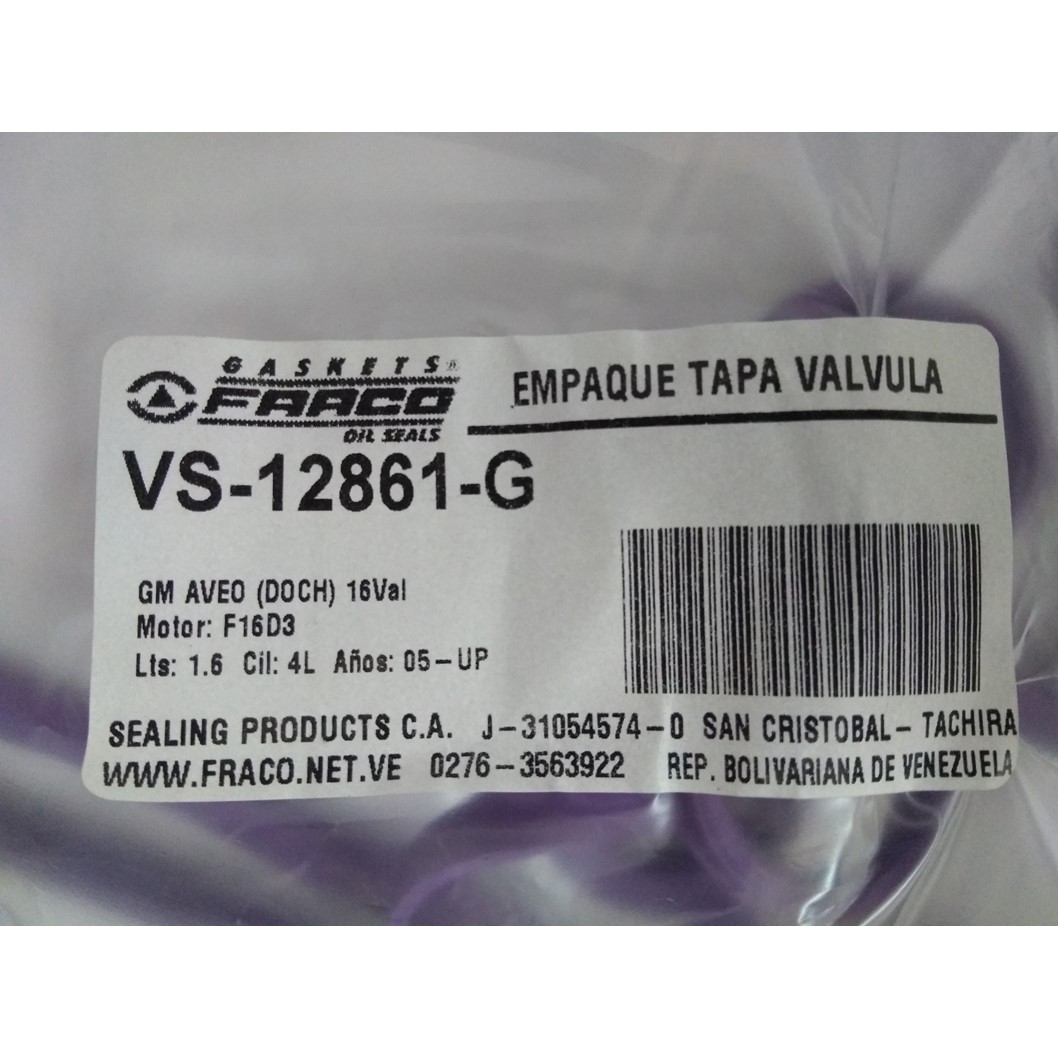 GASKETS®
FRACO
OIL SEALS
EMPAQUE TAPA VALVULA
VS-12861-G
GM AVEO (DOCH) 16Val
Motor: F16D3
Lts: 1.6 Cil: 4L Años: 05-UP
SEALING PRODUCTS C.A. J-31054574-0 SAN CRISTOBAL- TACHIRA
WWW.FRACO.NET.VE 0276-3563922 REP. BOLIVARIANA DE VENEZUELA